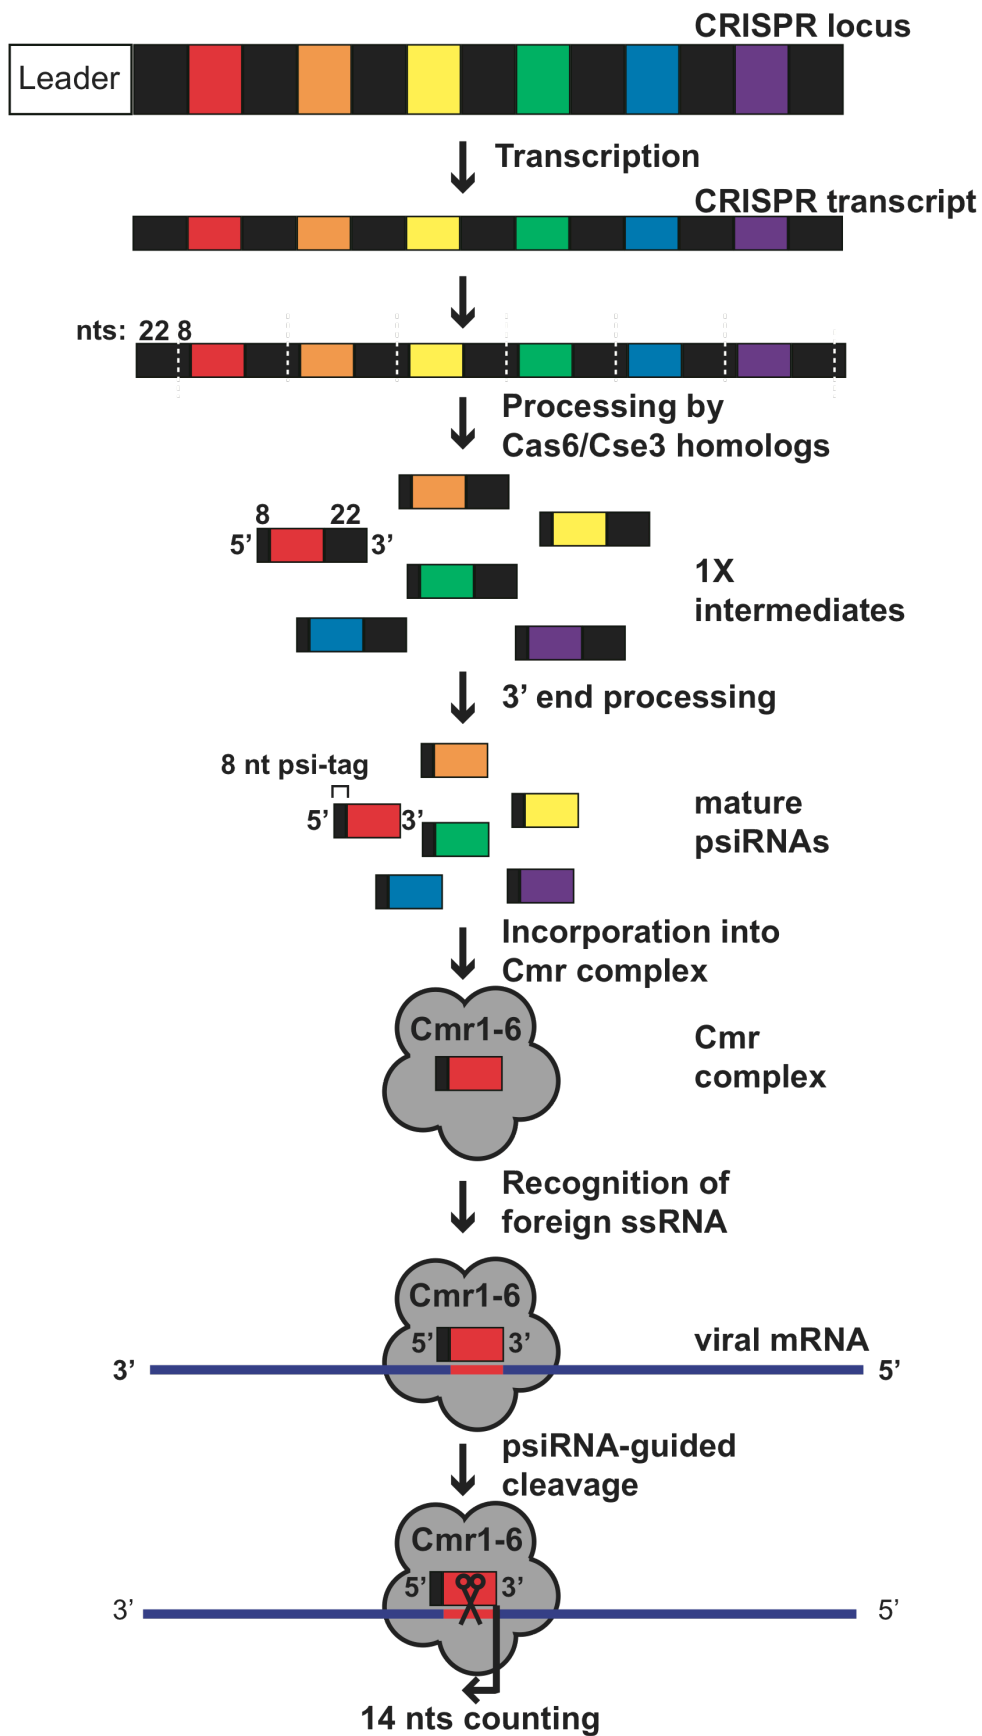 CRISPR locus
Leader
Transcription
CRISPR transcript
nts: 22 8
Processing by
Cas6/Cse3 homologs
8 22
5’ 3’
1X
intermediates
3’ end processing
8 nt psi-tag
5’ 3’
mature
psiRNAs
Incorporation into
Cmr complex
Cmr1-6
Cmr
complex
Recognition of
foreign ssRNA
Cmr1-6
5’ 3’
viral mRNA
3’ 5’
psiRNA-guided
cleavage
Cmr1-6
5’ 3’
3’ 5’
14 nts counting